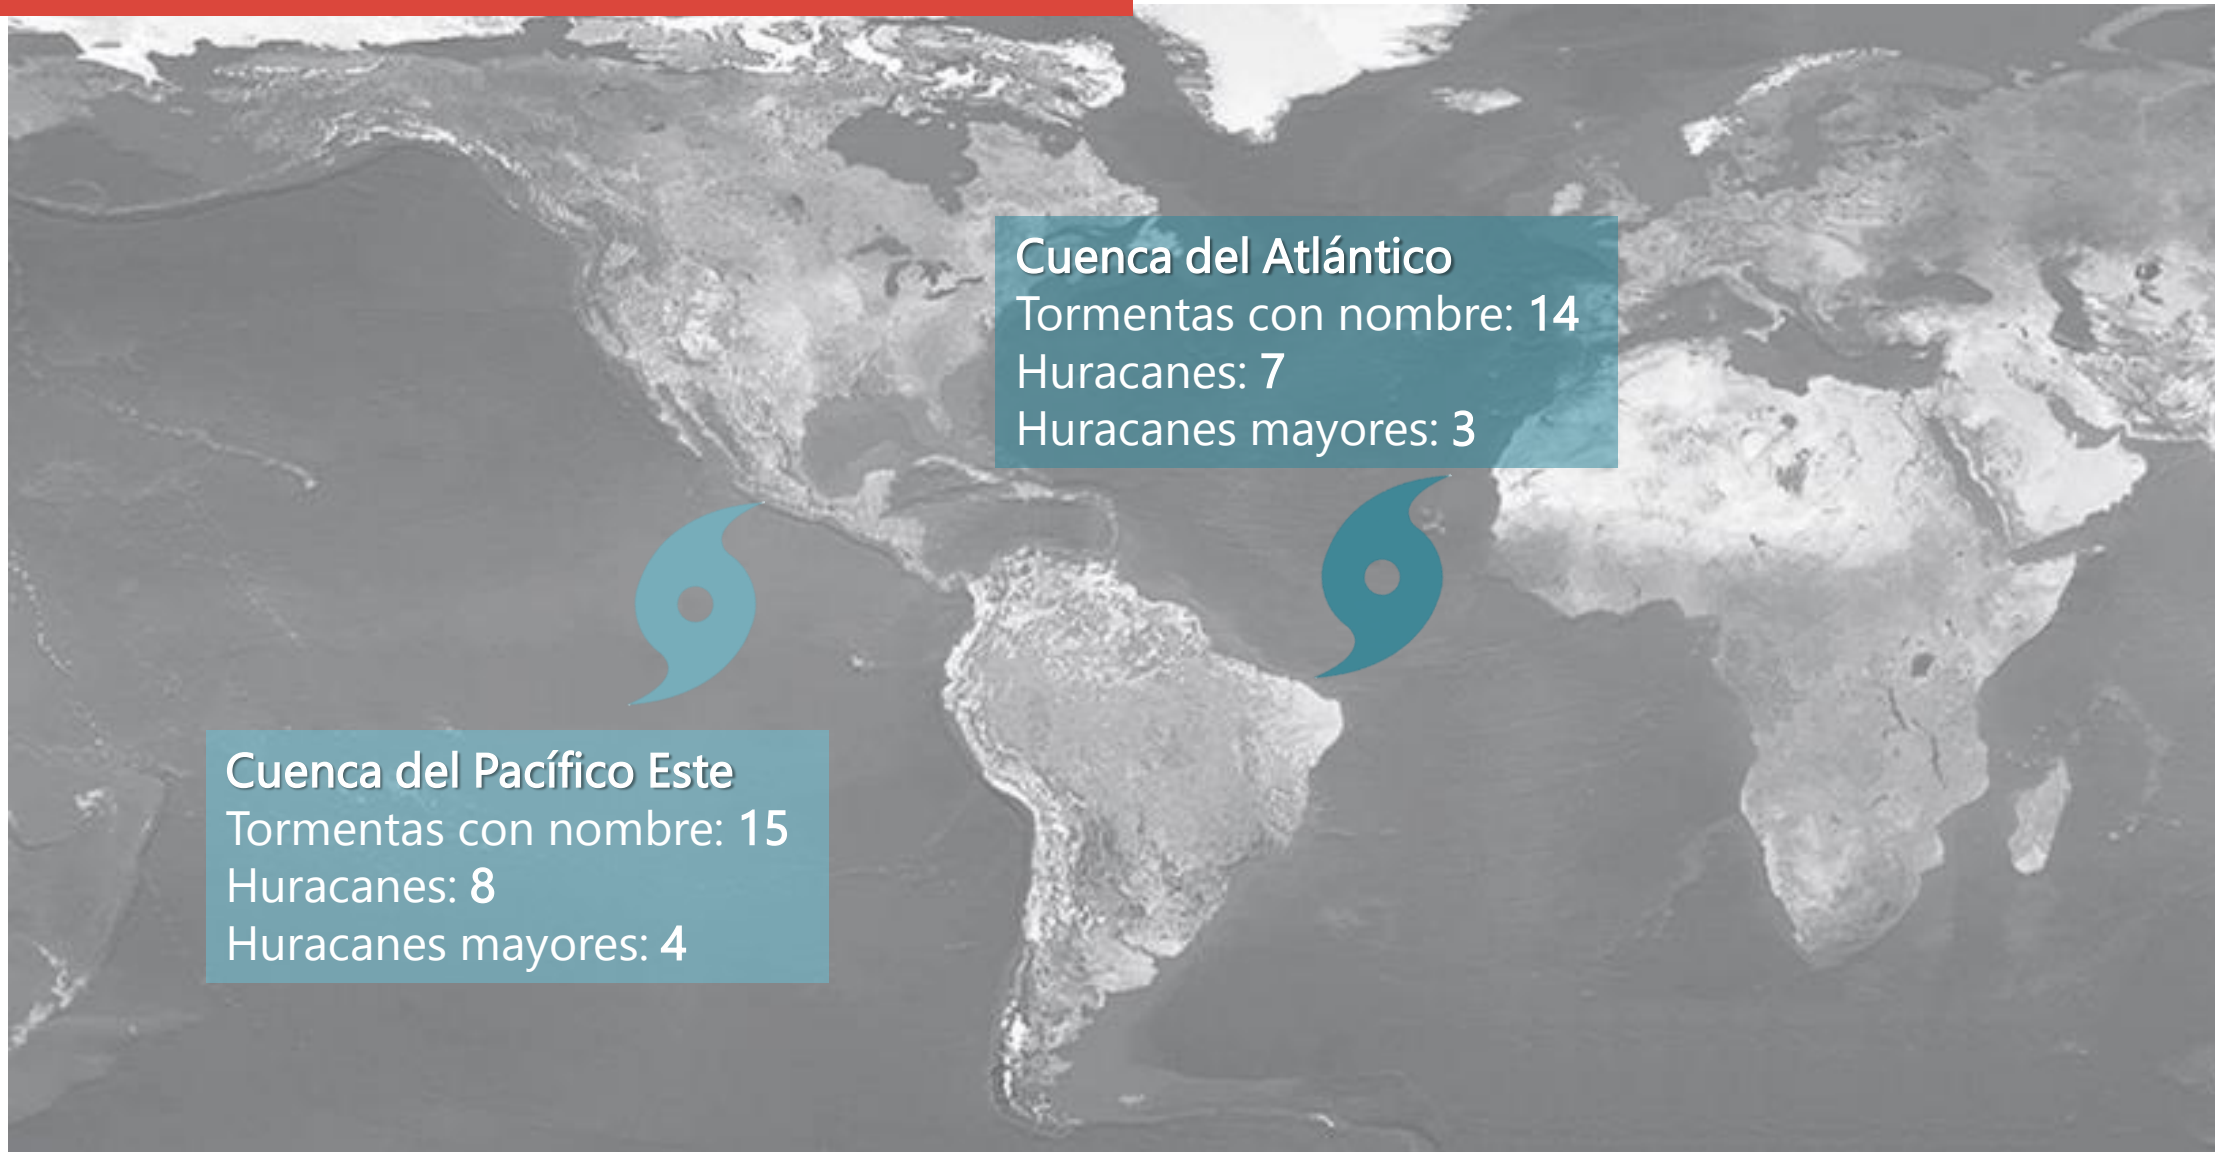 Cuenca del Atlántico
Tormentas con nombre: 14
Huracanes: 7
Huracanes mayores: 3
Cuenca del Pacífico Este
Tormentas con nombre: 15
Huracanes: 8
Huracanes mayores: 4